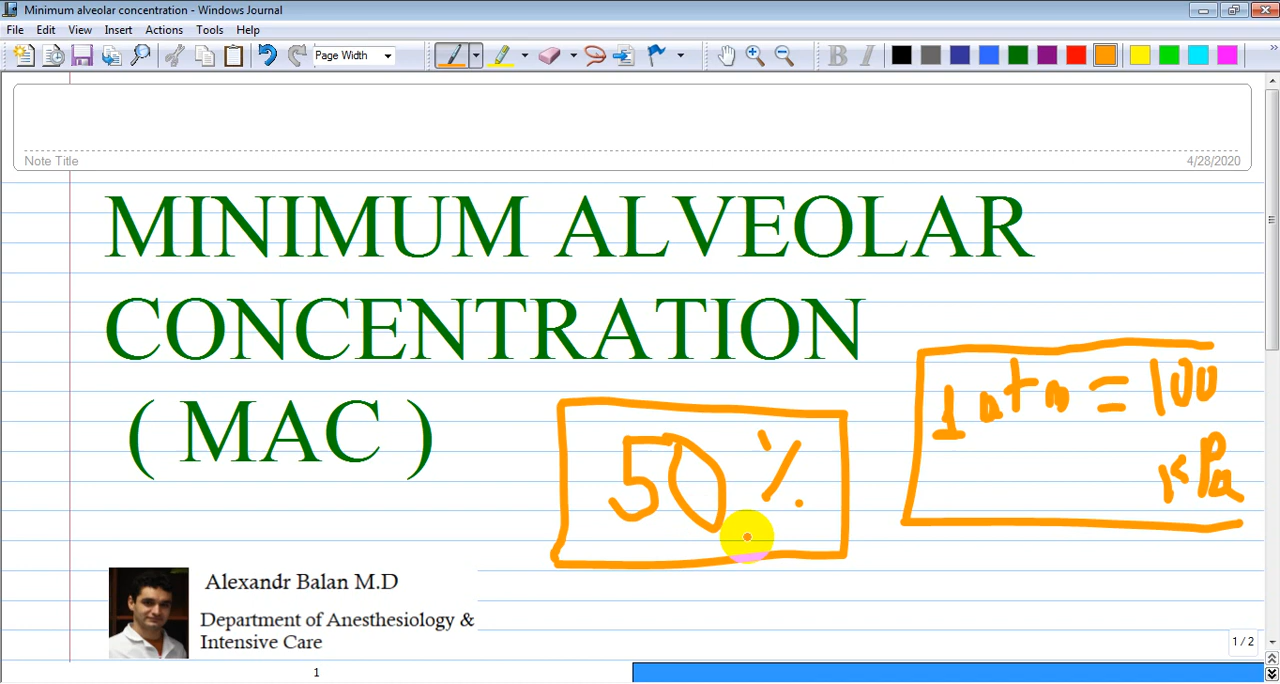 Minimum alveolar concentration - Windows Journal
File Edit View Insert Actions Tools Help
Page Width
B I
Note Title
4/28/2020
MINIMUM ALVEOLAR
CONCENTRATION
( MAC )
50 %
1 atm = 100
kPa
Alexandr Balan M.D
Department of Anesthesiology &
Intensive Care
1 / 2
1